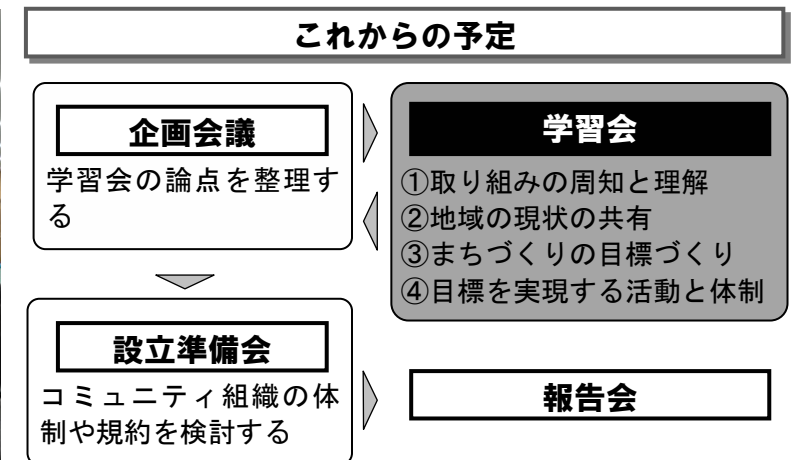 これからの予定
企画会議
学習会の論点を整理す
る
学習会
①取り組みの周知と理解
②地域の現状の共有
③まちづくりの目標づくり
④目標を実現する活動と体制
設立準備会
コミュニティ組織の体
制や規約を検討する
報告会